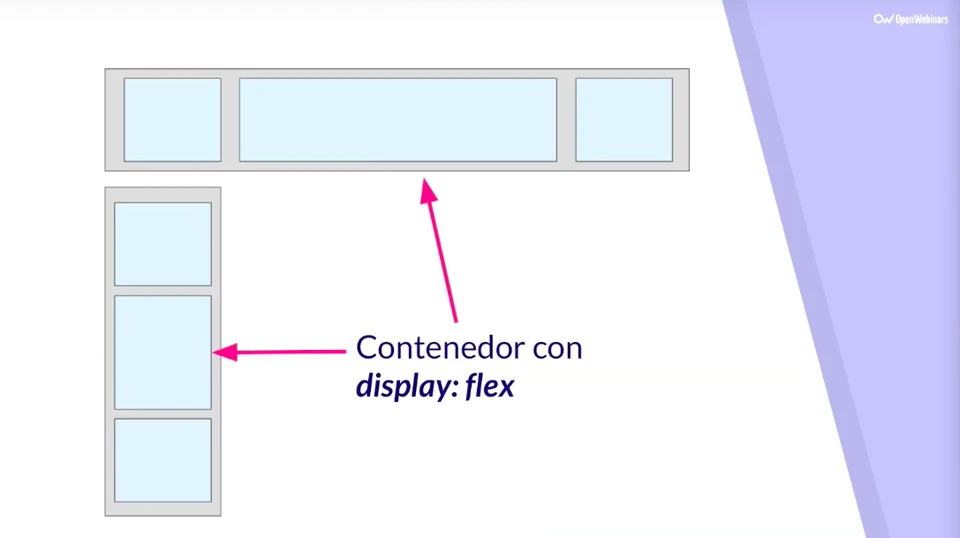 OpenWebinars
Contenedor con
display: flex